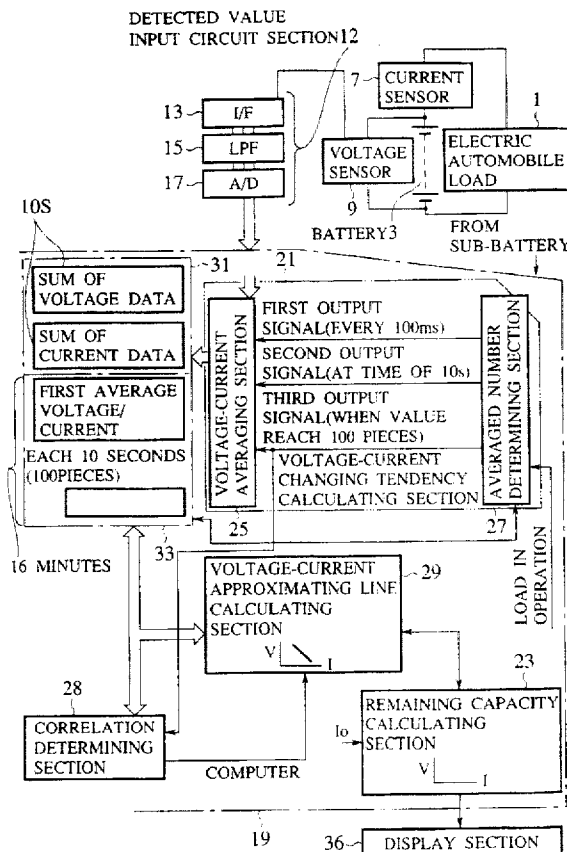 DETECTED VALUE
INPUT CIRCUIT SECTION 12
7
CURRENT
SENSOR
1
13
I/F
15
LPF
17
A/D
VOLTAGE
SENSOR
9
ELECTRIC
AUTOMOBILE
LOAD
BATTERY3
FROM
SUB-BATTERY
10S
31
21
SUM OF
VOLTAGE DATA
SUM OF
CURRENT DATA
FIRST AVERAGE
VOLTAGE/
CURRENT
EACH 10 SECONDS
(100PIECES)
33
16 MINUTES
VOLTAGE-CURRENT
AVERAGING SECTION
25
FIRST OUTPUT
SIGNAL(EVERY 100ms)
SECOND OUTPUT
SIGNAL(AT TIME OF 10s)
THIRD OUTPUT
SIGNAL(WHEN VALUE
REACH 100 PIECES)
VOLTAGE-CURRENT
CHANGING TENDENCY
CALCULATING SECTION
AVERAGED NUMBER
DETERMINING SECTION
27
LOAD IN
OPERATION
VOLTAGE-CURRENT
APPROXIMATING LINE
CALCULATING
SECTION
V
I
29
28
CORRELATION
DETERMINING
SECTION
COMPUTER
23
REMAINING CAPACITY
CALCULATING
SECTION
Io
V
I
19
36
DISPLAY SECTION